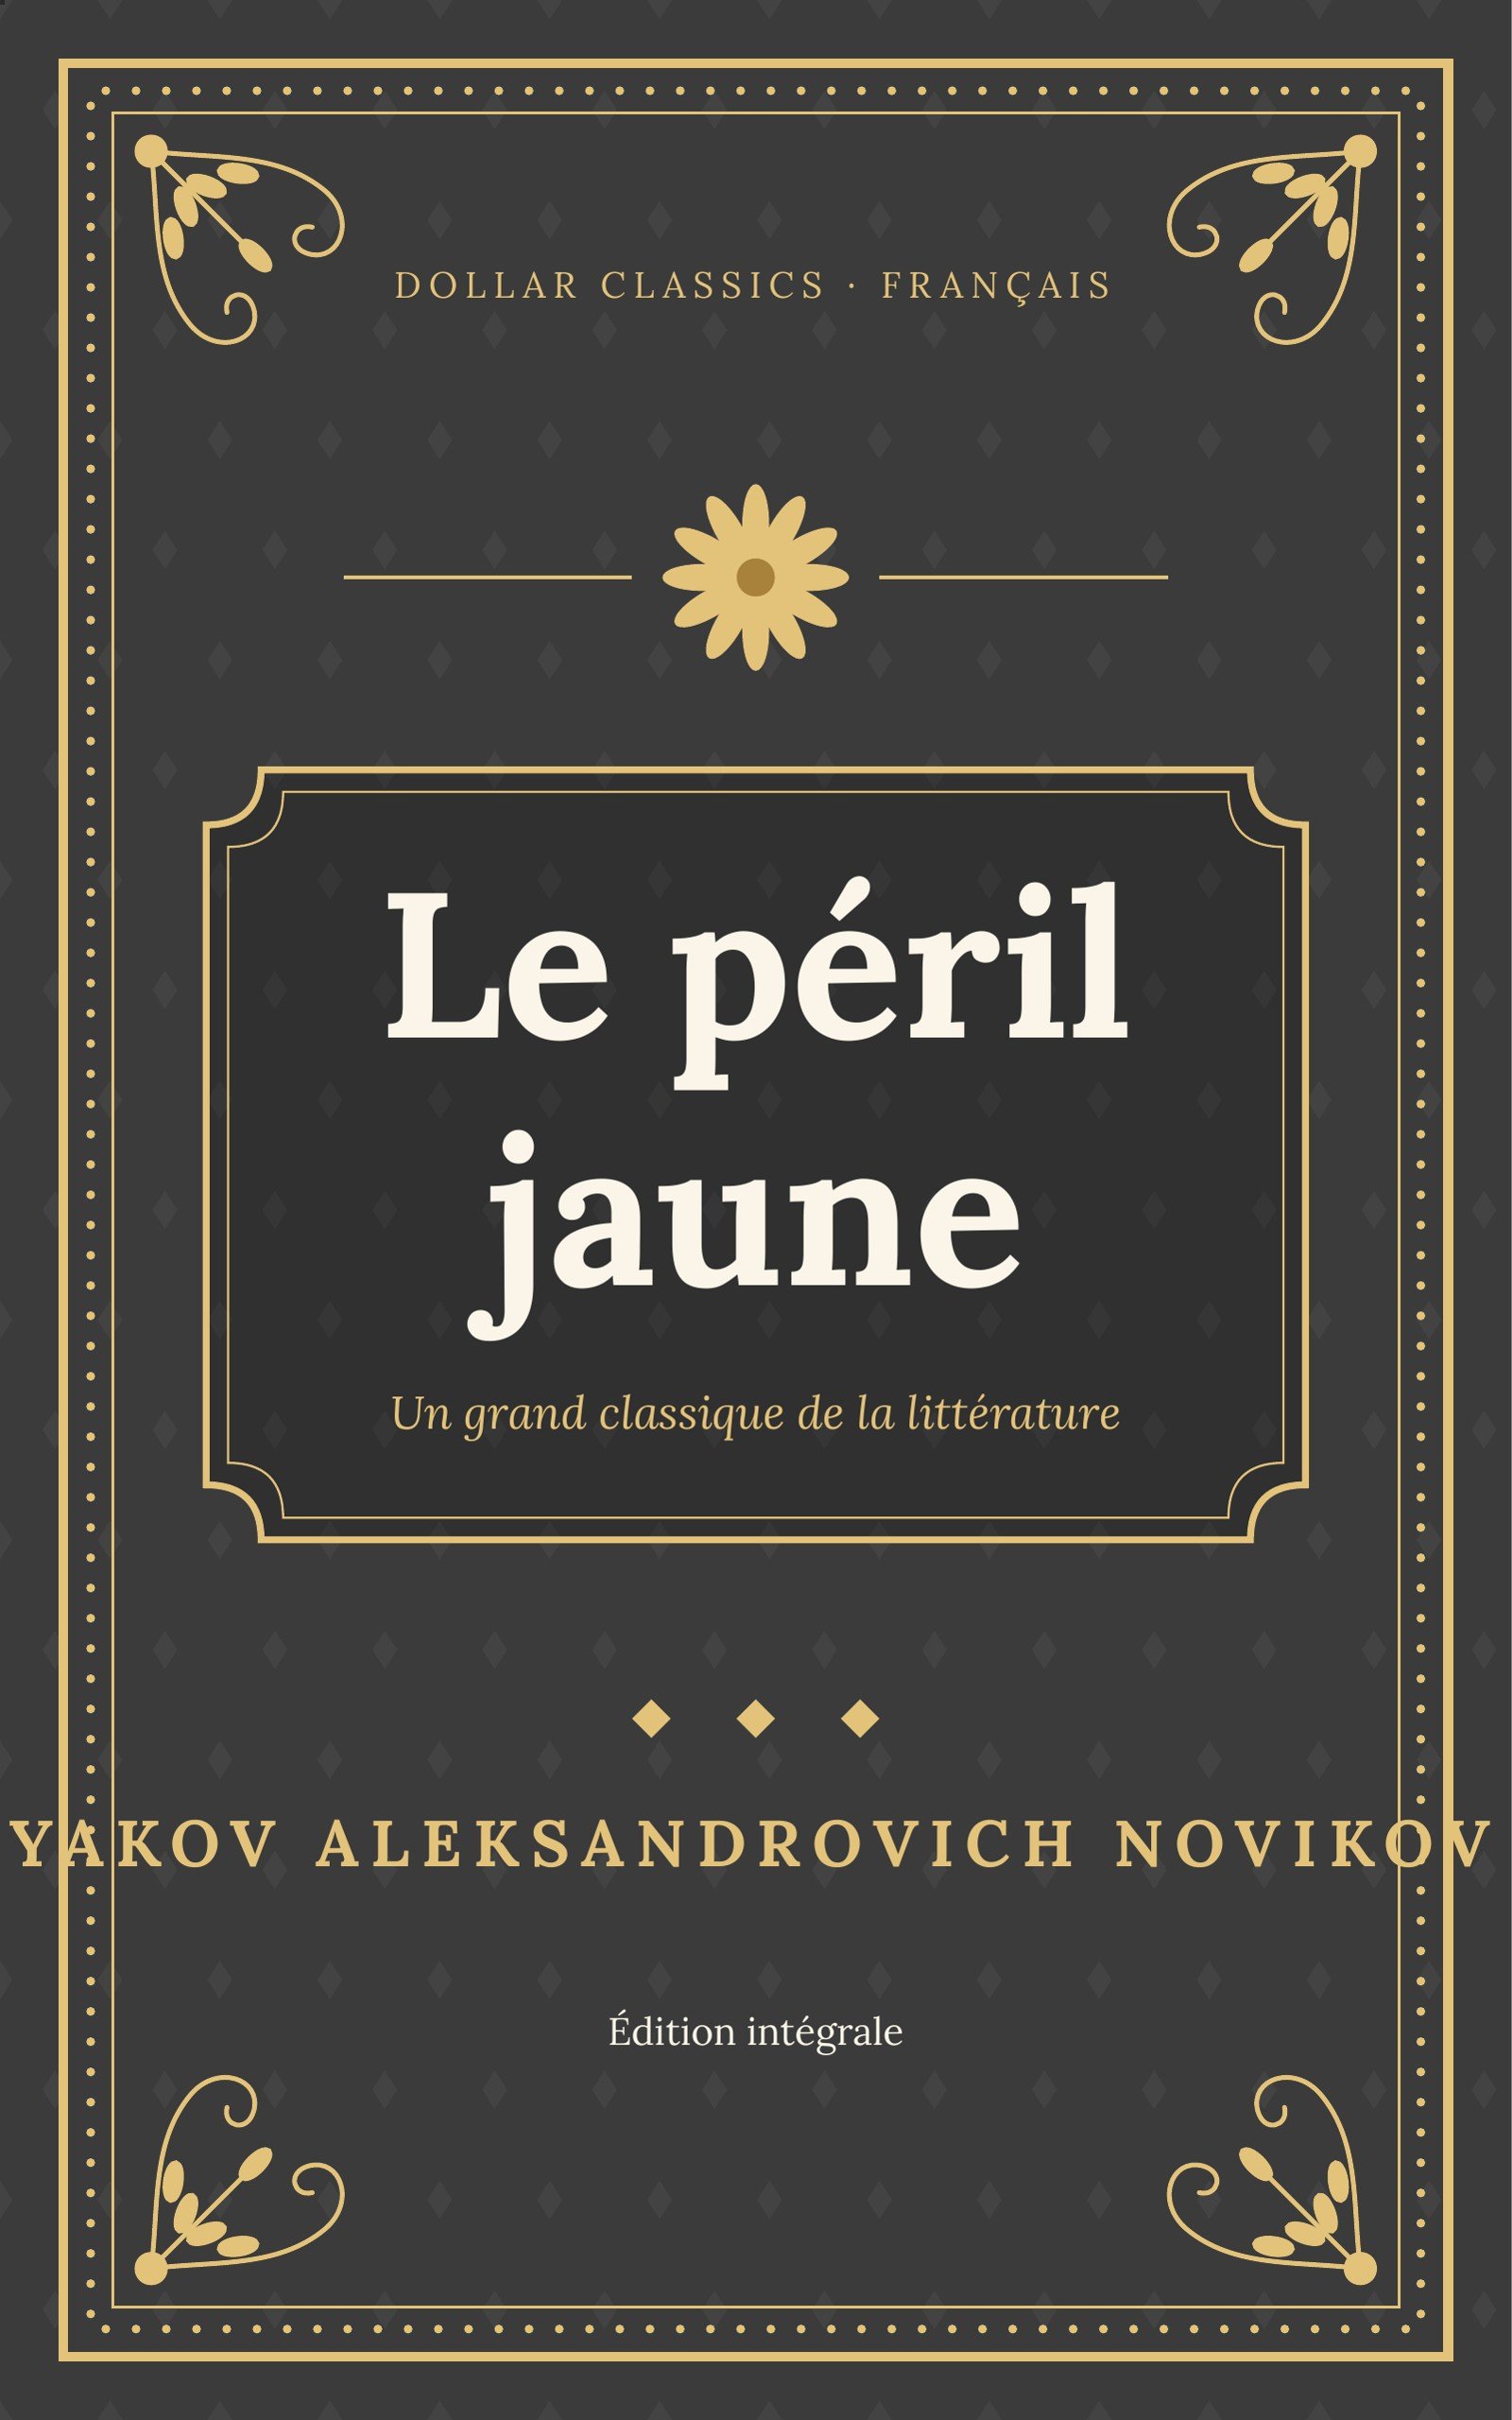 DOLLAR CLASSICS · FRANÇAIS
Le péril
jaune
Un grand classique de la littérature
YAKOV ALEKSANDROVICH NOVIKOV
Édition intégrale